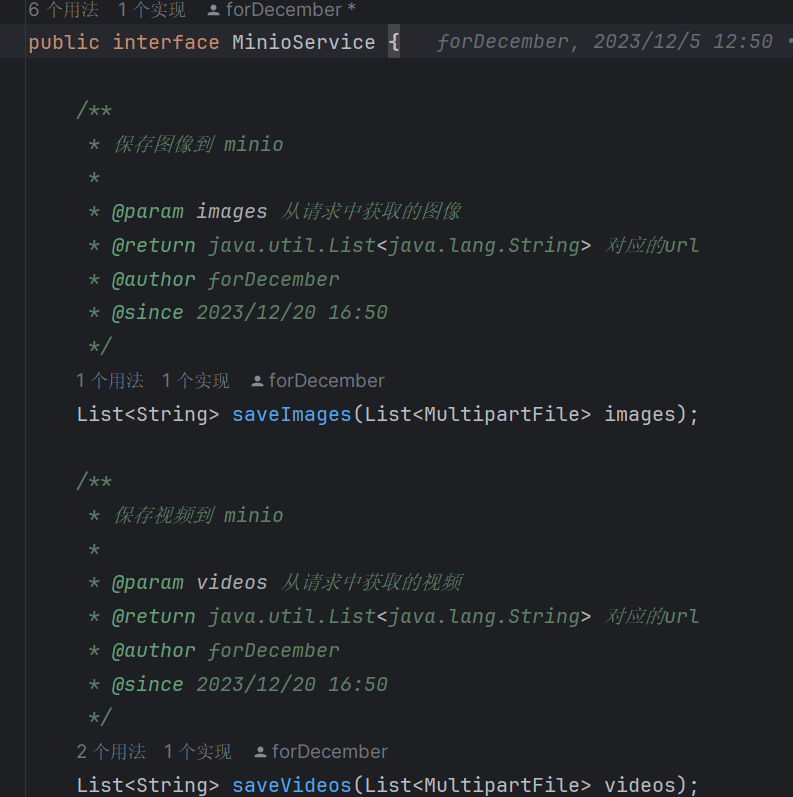 6 个用法 1 个实现 forDecember *
public interface MinioService { forDecember, 2023/12/5 12:50 •
/**
* 保存图像到 minio
*
* @param images 从请求中获取的图像
* @return java.util.List<java.lang.String> 对应的url
* @author forDecember
* @since 2023/12/20 16:50
*/
1 个用法 1 个实现 forDecember
List<String> saveImages(List<MultipartFile> images);
/**
* 保存视频到 minio
*
* @param videos 从请求中获取的视频
* @return java.util.List<java.lang.String> 对应的url
* @author forDecember
* @since 2023/12/20 16:50
*/
2 个用法 1 个实现 forDecember
List<String> saveVideos(List<MultipartFile> videos);